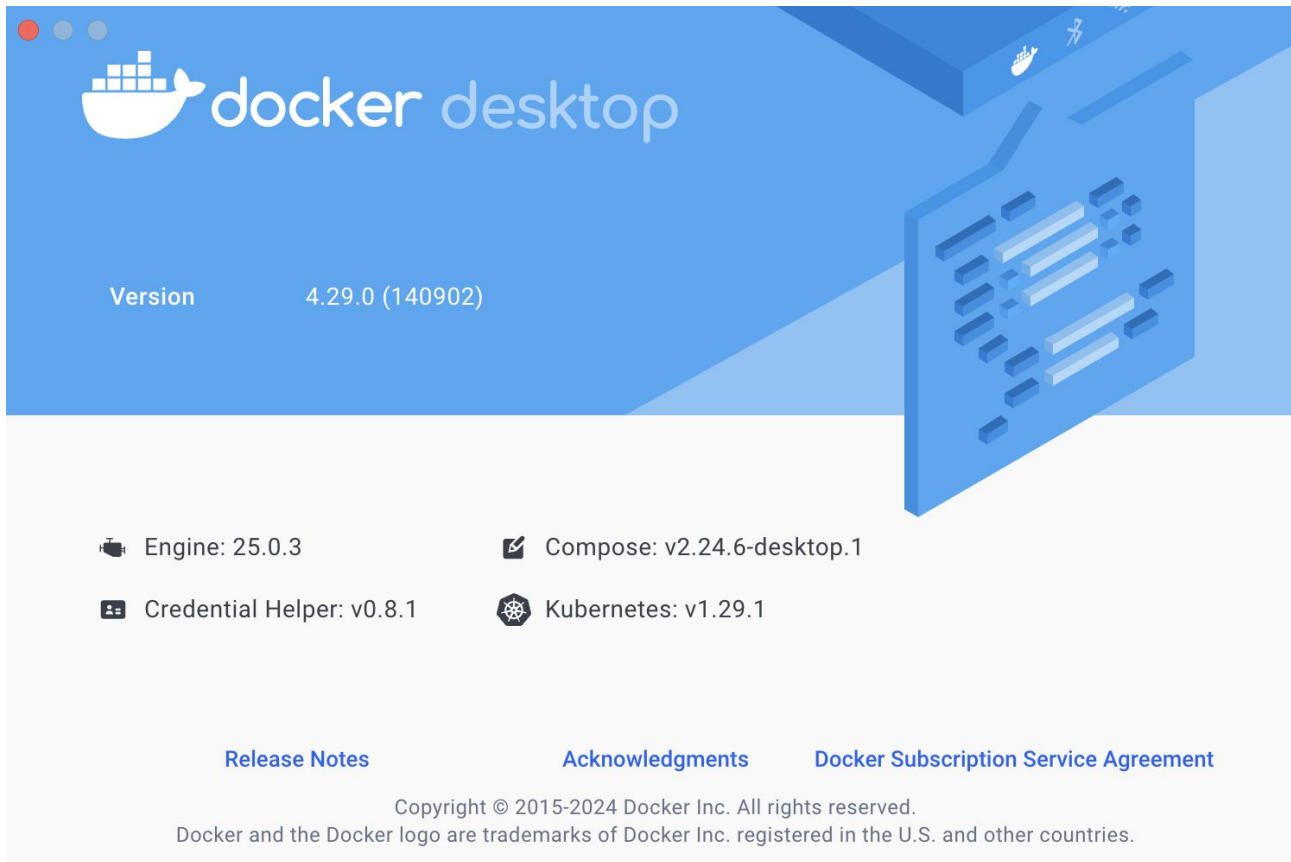 docker desktop
Version 4.29.0 (140902)
Engine: 25.0.3 Compose: v2.24.6-desktop.1
Credential Helper: v0.8.1 Kubernetes: v1.29.1
Release Notes Acknowledgments Docker Subscription Service Agreement
Copyright © 2015-2024 Docker Inc. All rights reserved.
Docker and the Docker logo are trademarks of Docker Inc. registered in the U.S. and other countries.